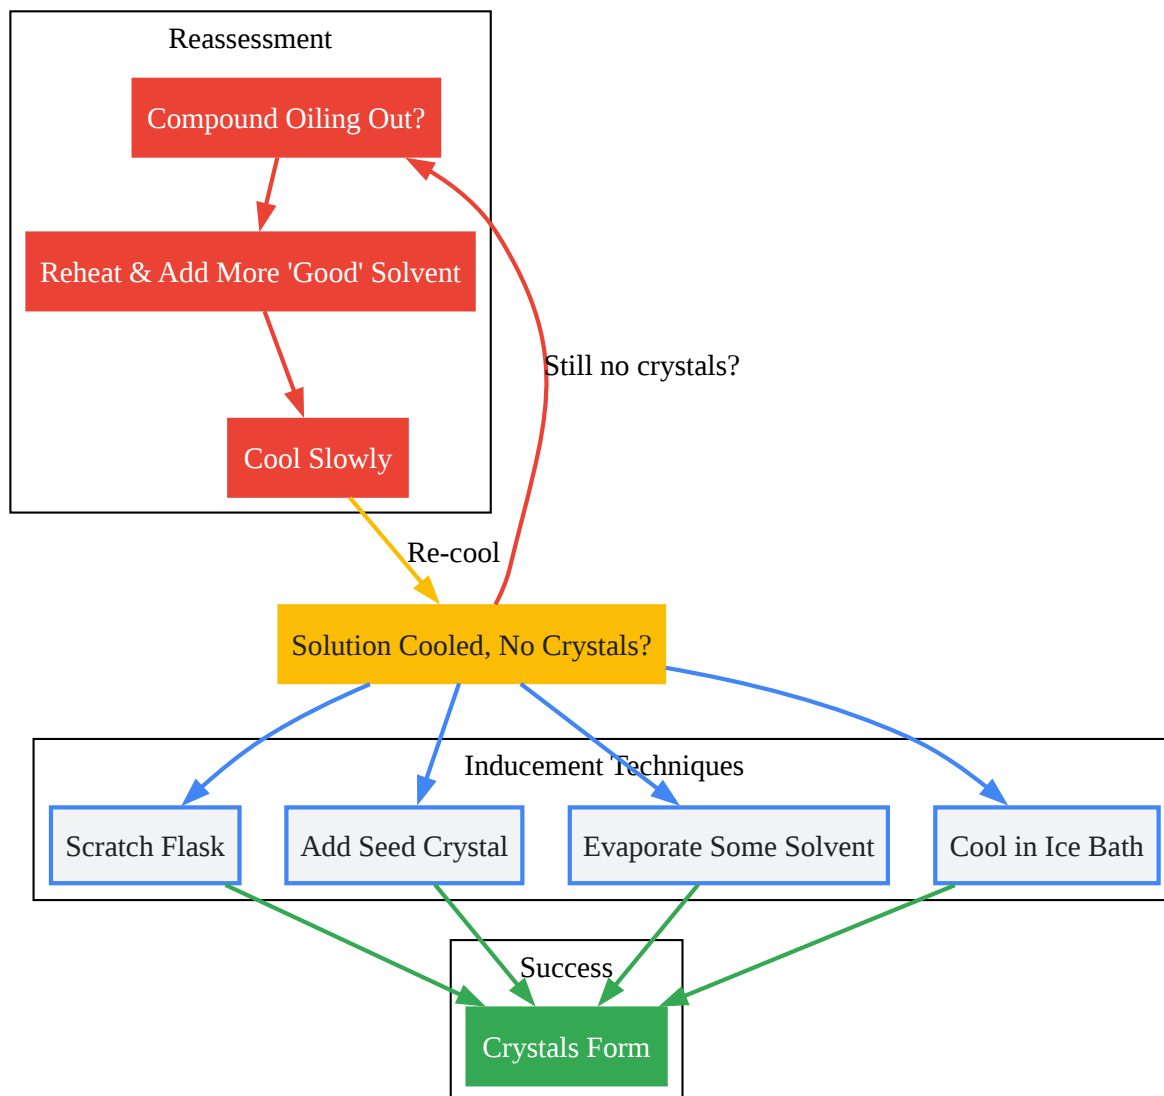 Reassessment
Compound Oiling Out?
Reheat & Add More 'Good' Solvent
Still no crystals?
Cool Slowly
Re-cool
Solution Cooled, No Crystals?
Inducement Techniques
Scratch Flask
Add Seed Crystal
Evaporate Some Solvent
Cool in Ice Bath
Success
Crystals Form